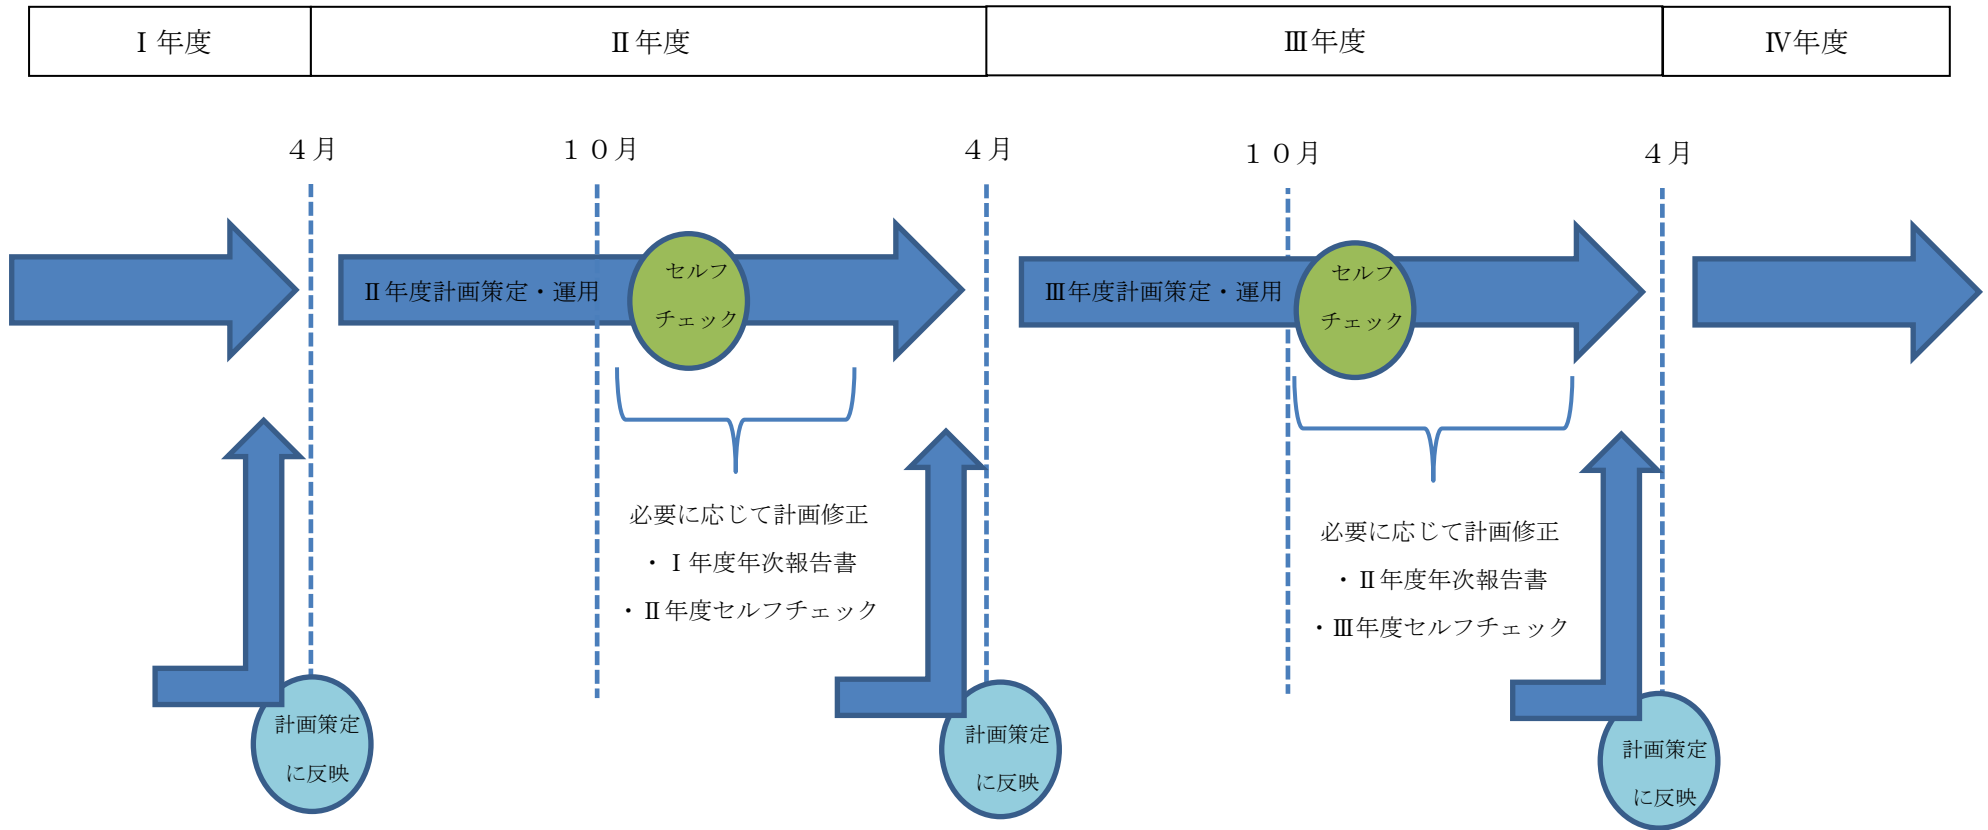 Ⅰ年度
Ⅱ年度
Ⅲ年度
Ⅳ年度
４月
１０月
４月
１０月
４月
Ⅱ年度計画策定・運用
セルフ
チェック
Ⅲ年度計画策定・運用
セルフ
チェック
必要に応じて計画修正
・Ⅰ年度年次報告書
・Ⅱ年度セルフチェック
必要に応じて計画修正
・Ⅱ年度年次報告書
・Ⅲ年度セルフチェック
計画策定
に反映
計画策定
に反映
計画策定
に反映